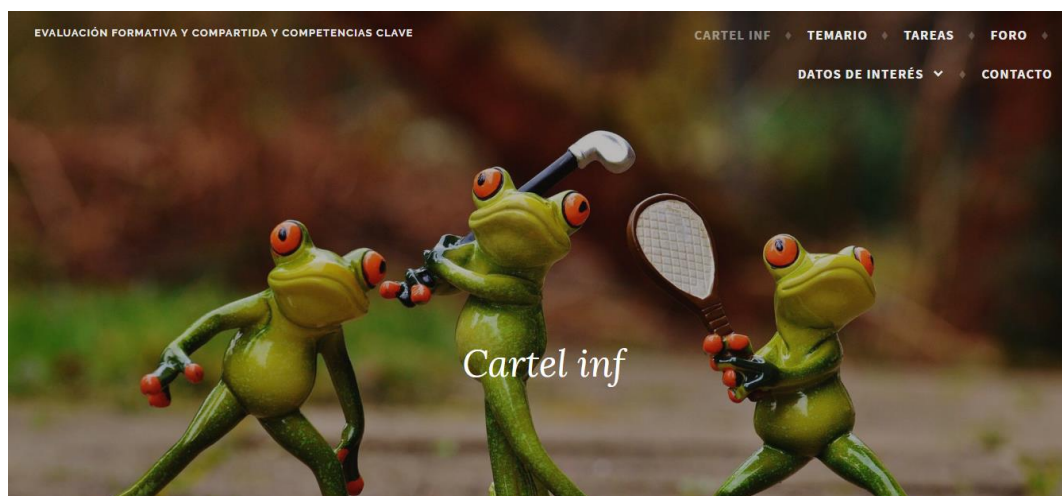 EVALUACIÓN FORMATIVA Y COMPARTIDA Y COMPETENCIAS CLAVE
CARTEL INF ♦ TEMARIO ♦ TAREAS ♦ FORO ♦
DATOS DE INTERÉS ♦ CONTACTO
Cartel inf